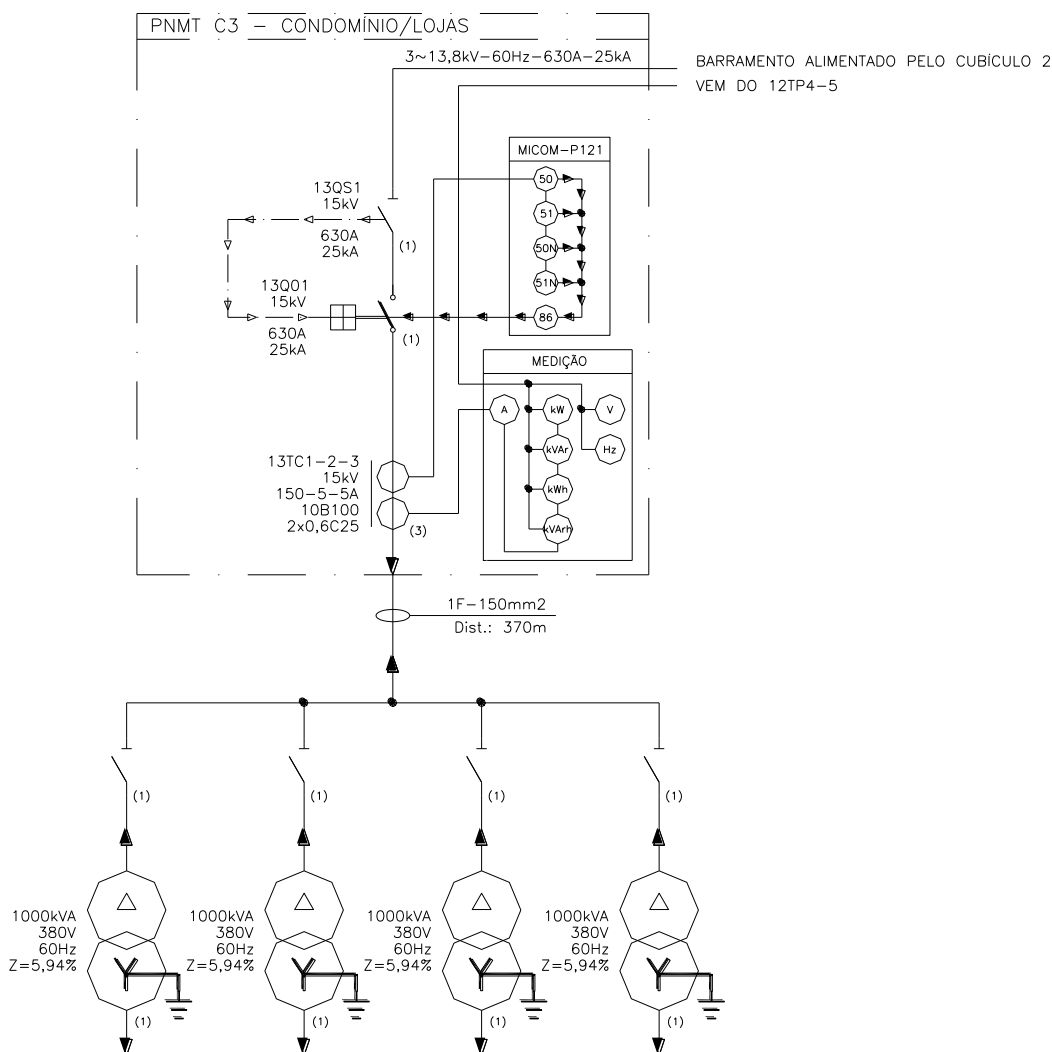 PNMT C3 - CONDOMÍNIO/LOJAS
3~13,8kV-60Hz-630A-25kA
BARRAMENTO ALIMENTADO PELO CUBÍCULO 2
VEM DO 12TP4-5
MICOM-P121
50
51
50N
51N
86
13QS1
15kV
630A
25kA
(1)
13Q01
15kV
630A
25kA
(1)
MEDIÇÃO
A
kW
V
kVAr
Hz
kWh
kVArh
13TC1-2-3
15kV
150-5-5A
10B100
2x0,6C25
(3)
1F-150mm2
Dist.: 370m
(1)
(1)
(1)
(1)
1000kVA
380V
60Hz
Z=5,94%
(1)
1000kVA
380V
60Hz
Z=5,94%
(1)
1000kVA
380V
60Hz
Z=5,94%
(1)
1000kVA
380V
60Hz
Z=5,94%
(1)